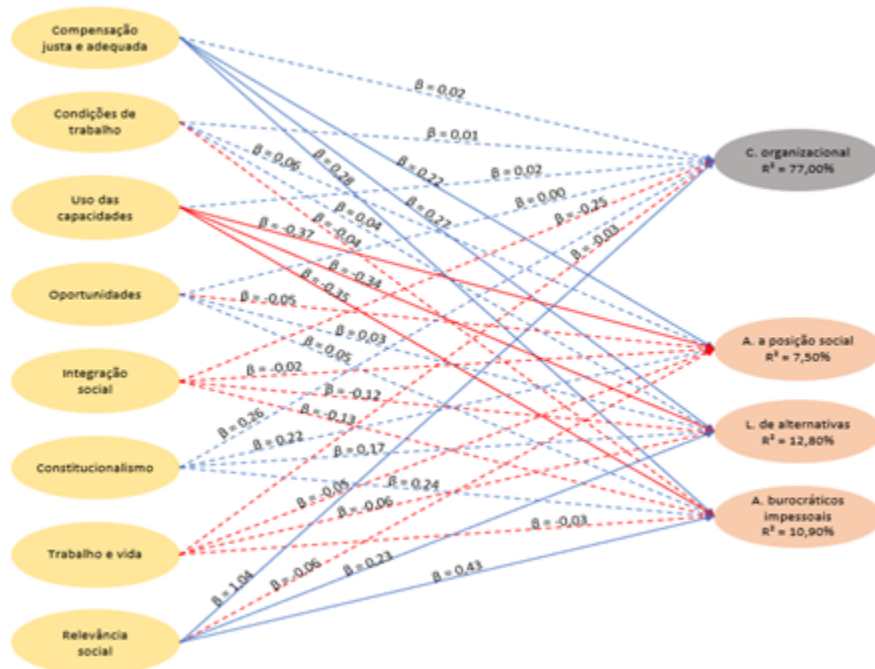 Compensação
justa e adequada
Condições de
trabalho
Uso das
capacidades
Oportunidades
Integração
social
Constitucionalismo
Trabalho e vida
Relevância
social
β = 0,02
β = 0,01
β = 0,06
β = 0,28
β = 0,22
β = 0,27
β = 0,02
β = 0,04
β = -0,04
β = 0,00
β = -0,25
β = -0,03
β = -0,37
β = -0,34
β = -0,35
β = -0,05
β = 0,03
β = 0,05
β = -0,02
β = -0,12
β = -0,13
β = 0,26
β = 0,22
β = 0,17
β = 0,24
β = -0,05
β = -0,06
β = -0,03
β = 1,04
β = -0,06
β = 0,23
β = 0,43
C. organizacional
R² = 77,00%
A. a posição social
R² = 7,50%
L. de alternativas
R² = 12,80%
A. burocráticos
impessoais
R² = 10,90%